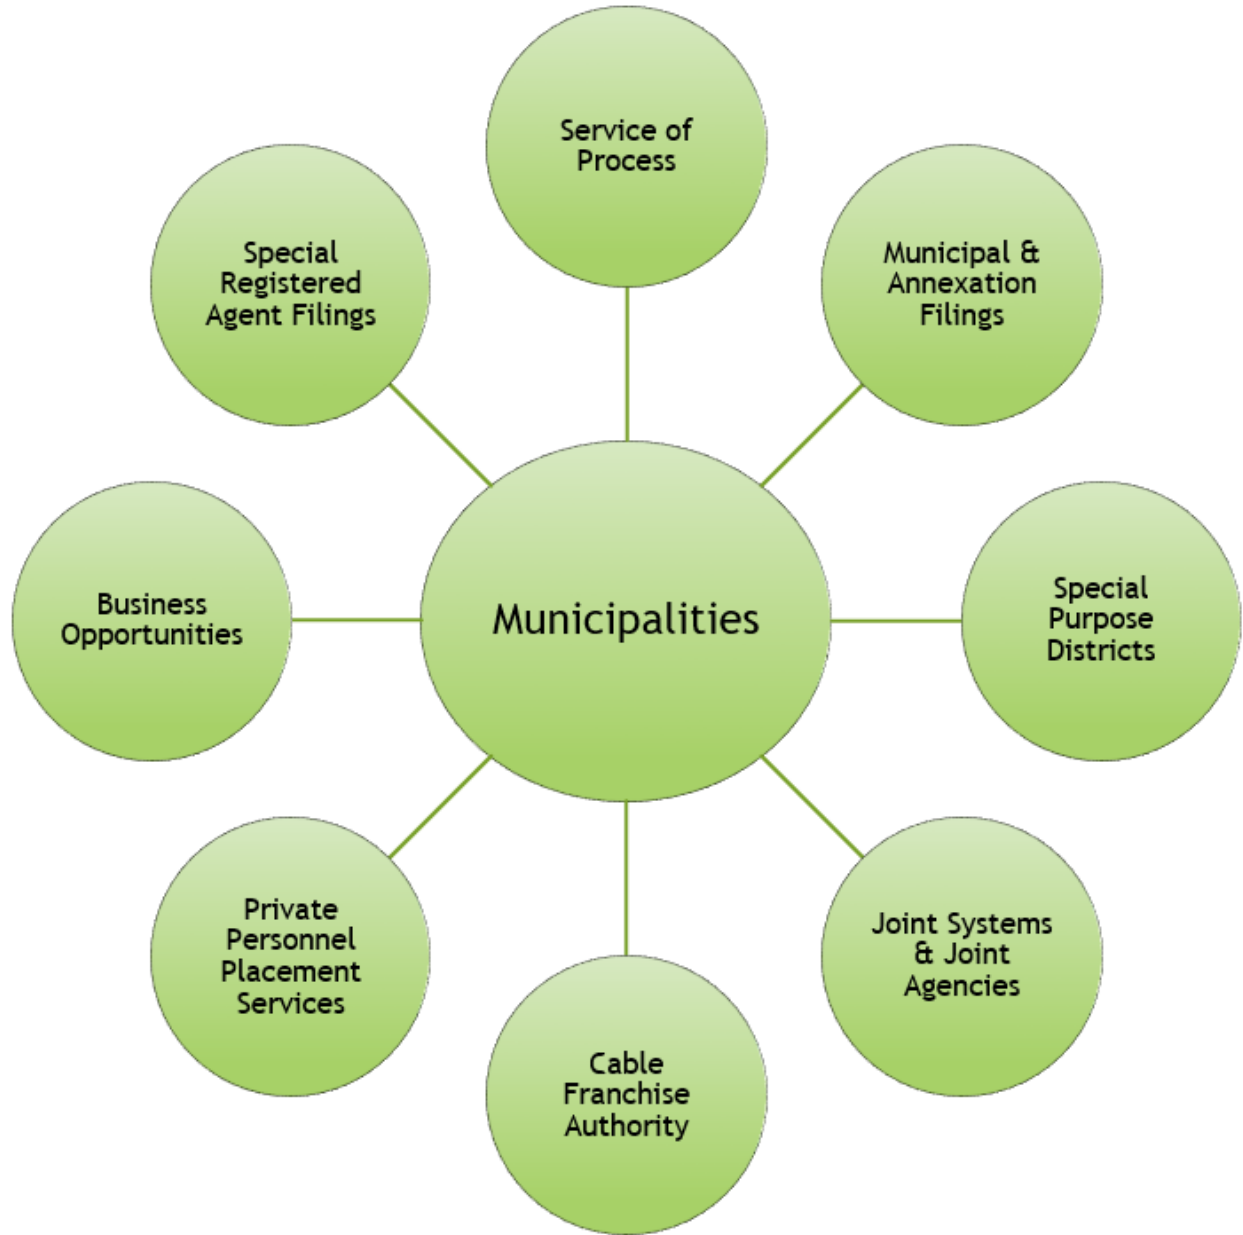 Service of
Process
Municipal &
Annexation
Filings
Special
Purpose
Districts
Joint Systems
& Joint
Agencies
Cable
Franchise
Authority
Private
Personnel
Placement
Services
Business
Opportunities
Special
Registered
Agent Filings
Municipalities